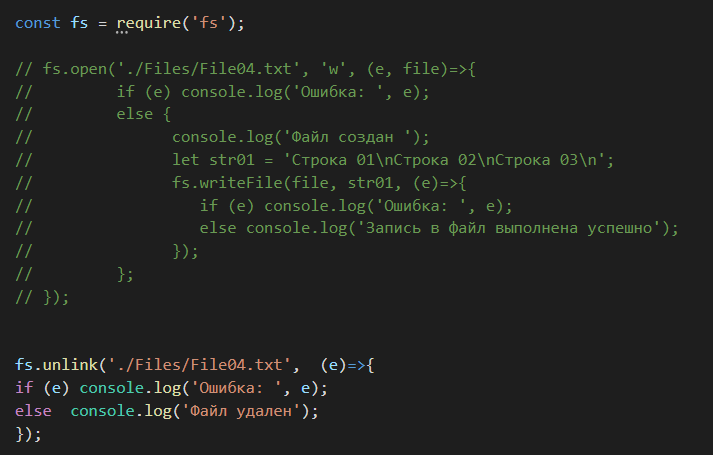 const fs = require('fs');
// fs.open('./Files/File04.txt', 'w', (e, file)=>{
//         if (e) console.log('Ошибка: ', e);
//         else {
//               console.log('Файл создан ');
//               let str01 = 'Строка 01\nСтрока 02\nСтрока 03\n';
//               fs.writeFile(file, str01, (e)=>{
//                  if (e) console.log('Ошибка: ', e);
//                  else console.log('Запись в файл выполнена успешно');
//               });
//         };
// });
fs.unlink('./Files/File04.txt',  (e)=>{
if (e) console.log('Ошибка: ', e);
else  console.log('Файл удален');
});